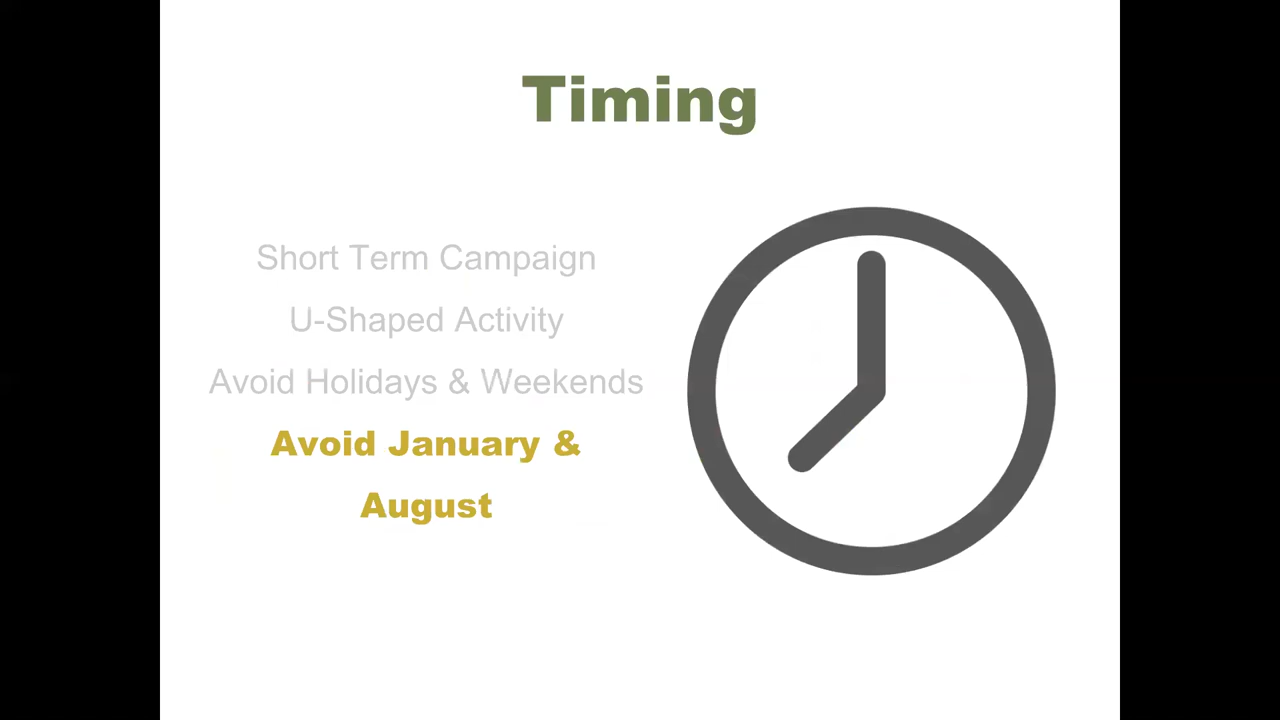 Timing
Short Term Campaign
U-Shaped Activity
Avoid Holidays & Weekends
Avoid January &
August